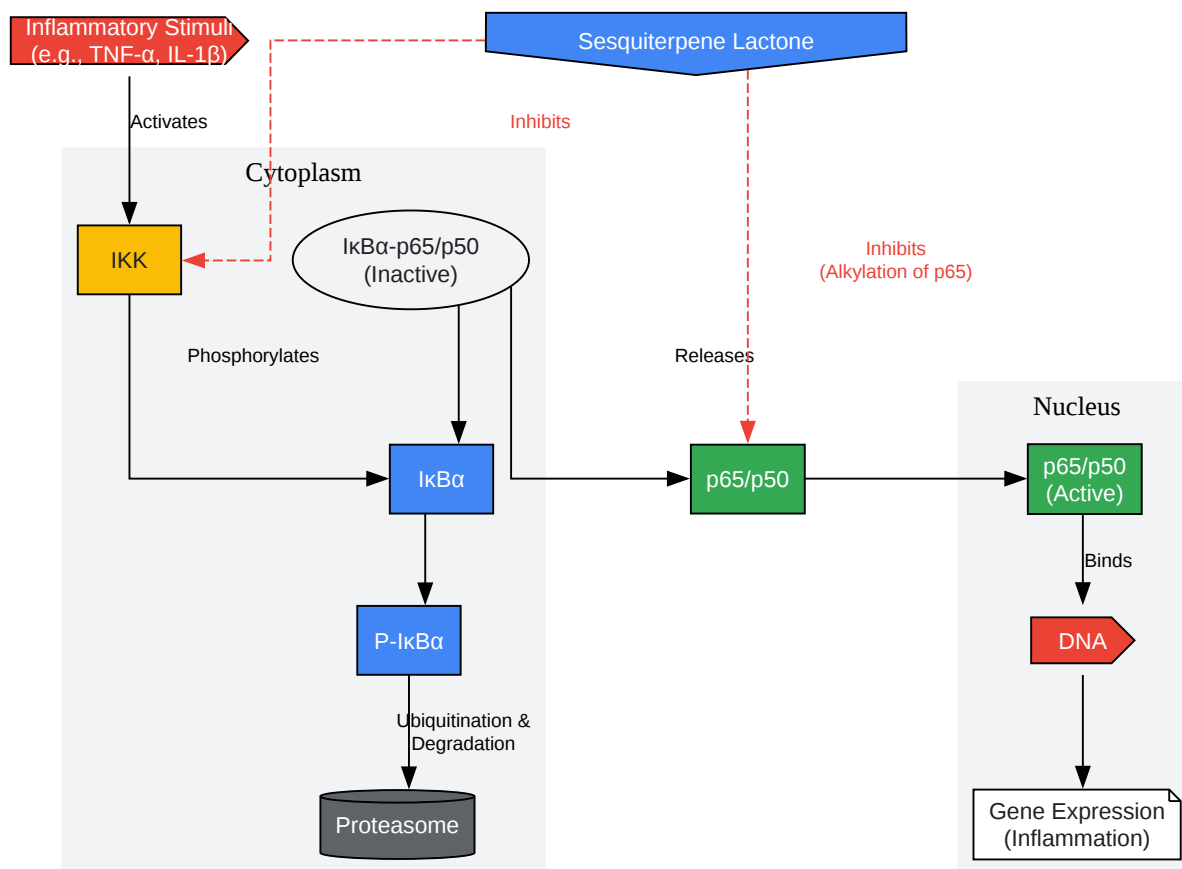 Inflammatory Stimuli
(e.g., TNF-α, IL-1β)
Sesquiterpene Lactone
Activates
Inhibits
Cytoplasm
IKK
IκBα-p65/p50
(Inactive)
Inhibits
(Alkylation of p65)
Phosphorylates
Releases
Nucleus
IκBα
p65/p50
p65/p50
(Active)
Binds
P-IκBα
DNA
Ubiquitination &
Degradation
Proteasome
Gene Expression
(Inflammation)